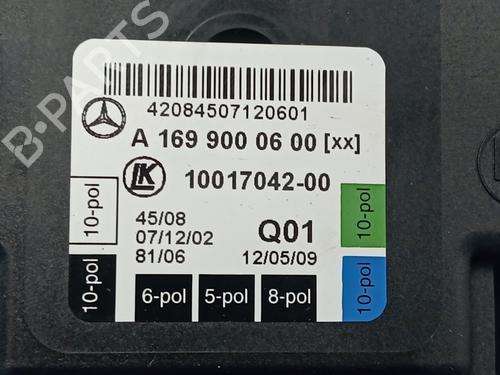 B-PARTS
42084507120601
A 169 900 06 00 [xx]
LK 10017042-00
45/08
07/12/02 Q01
81/06 12/05/09
10-pol
10-pol
6-pol 5-pol 8-pol
10-pol
10-pol